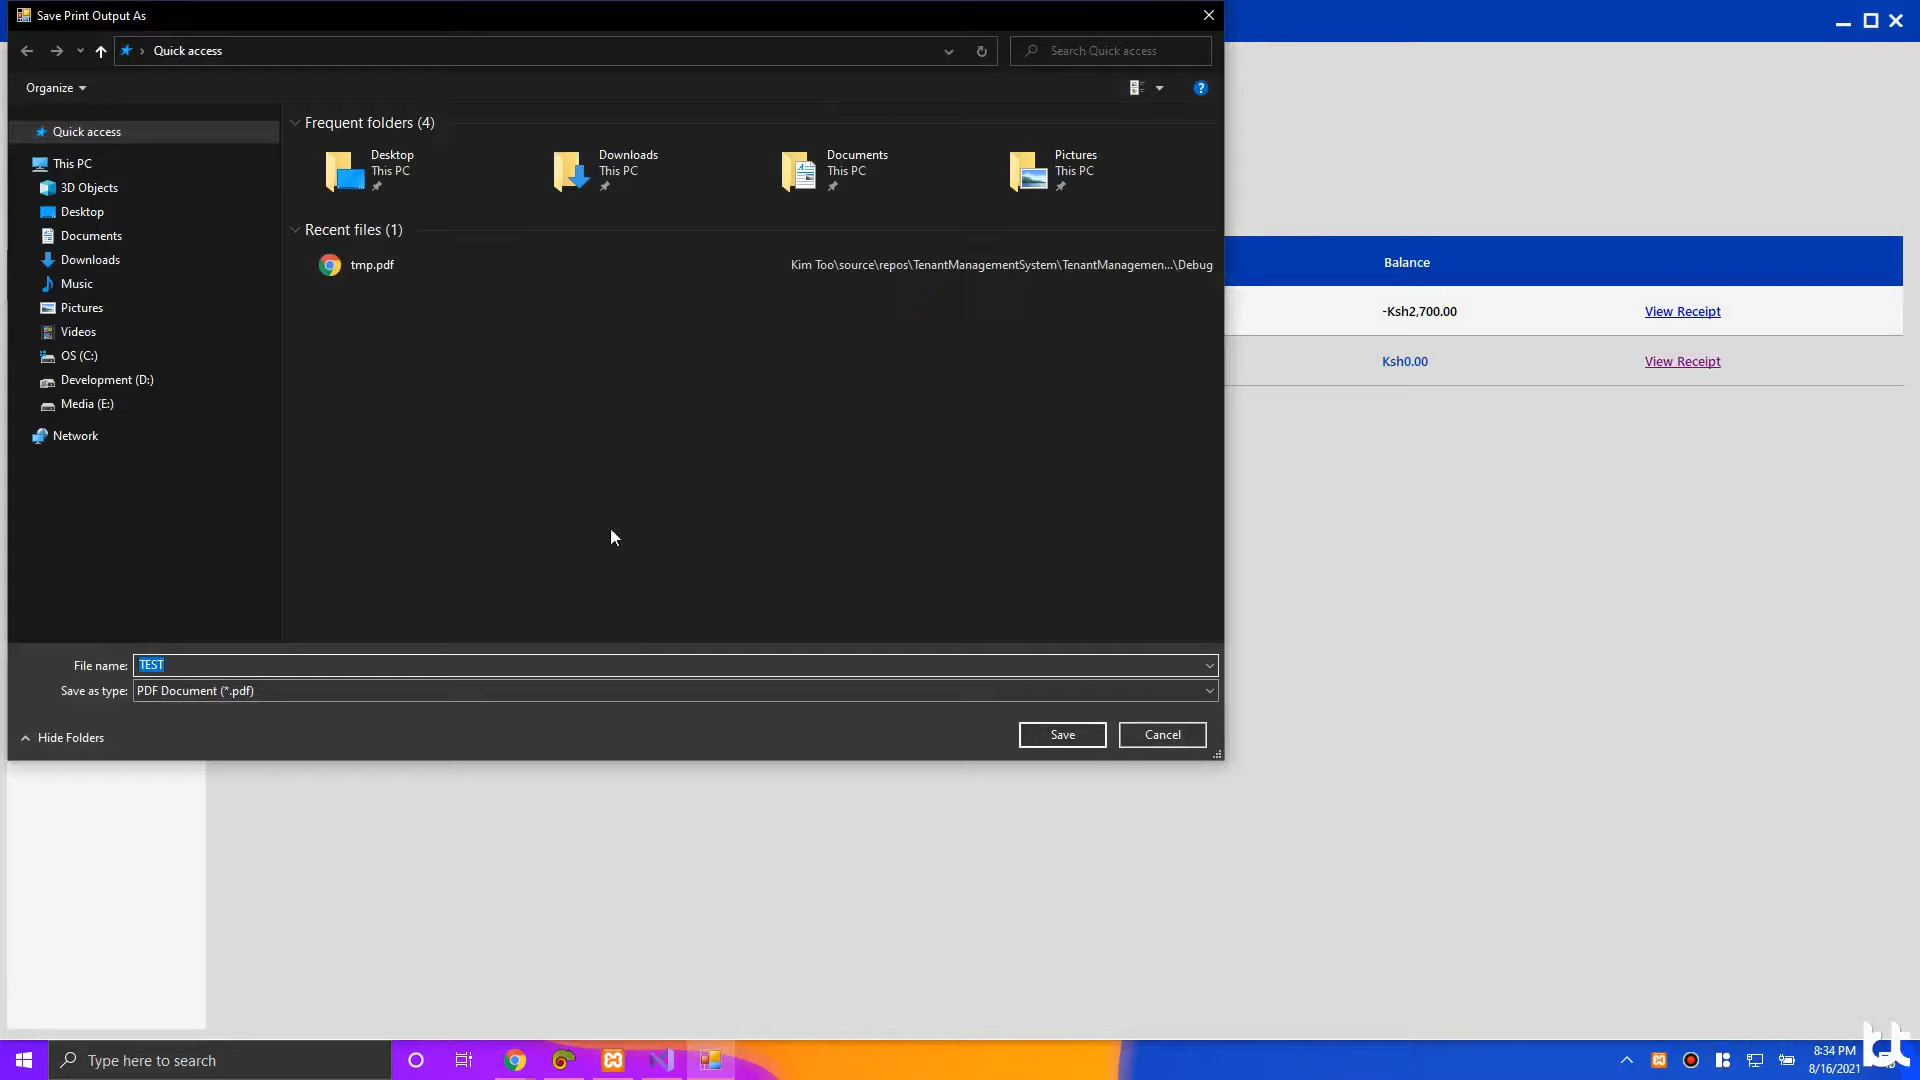 Save Print Output As
Quick access
Search Quick access
Organize
Quick access
This PC
3D Objects
Desktop
Documents
Downloads
Music
Pictures
Videos
OS (C:)
Development (D:)
Media (E:)
Network
Frequent folders (4)
Desktop
This PC
Downloads
This PC
Documents
This PC
Pictures
This PC
Recent files (1)
tmp.pdf
Kim Too\source\repos\TenantManagementSystem\TenantManagemen...\Debug
File name: TEST
Save as type: PDF Document (*.pdf)
Hide Folders
Save
Cancel
Balance
-Ksh2,700.00 View Receipt
Ksh0.00 View Receipt
Type here to search
8:34 PM
8/16/2021